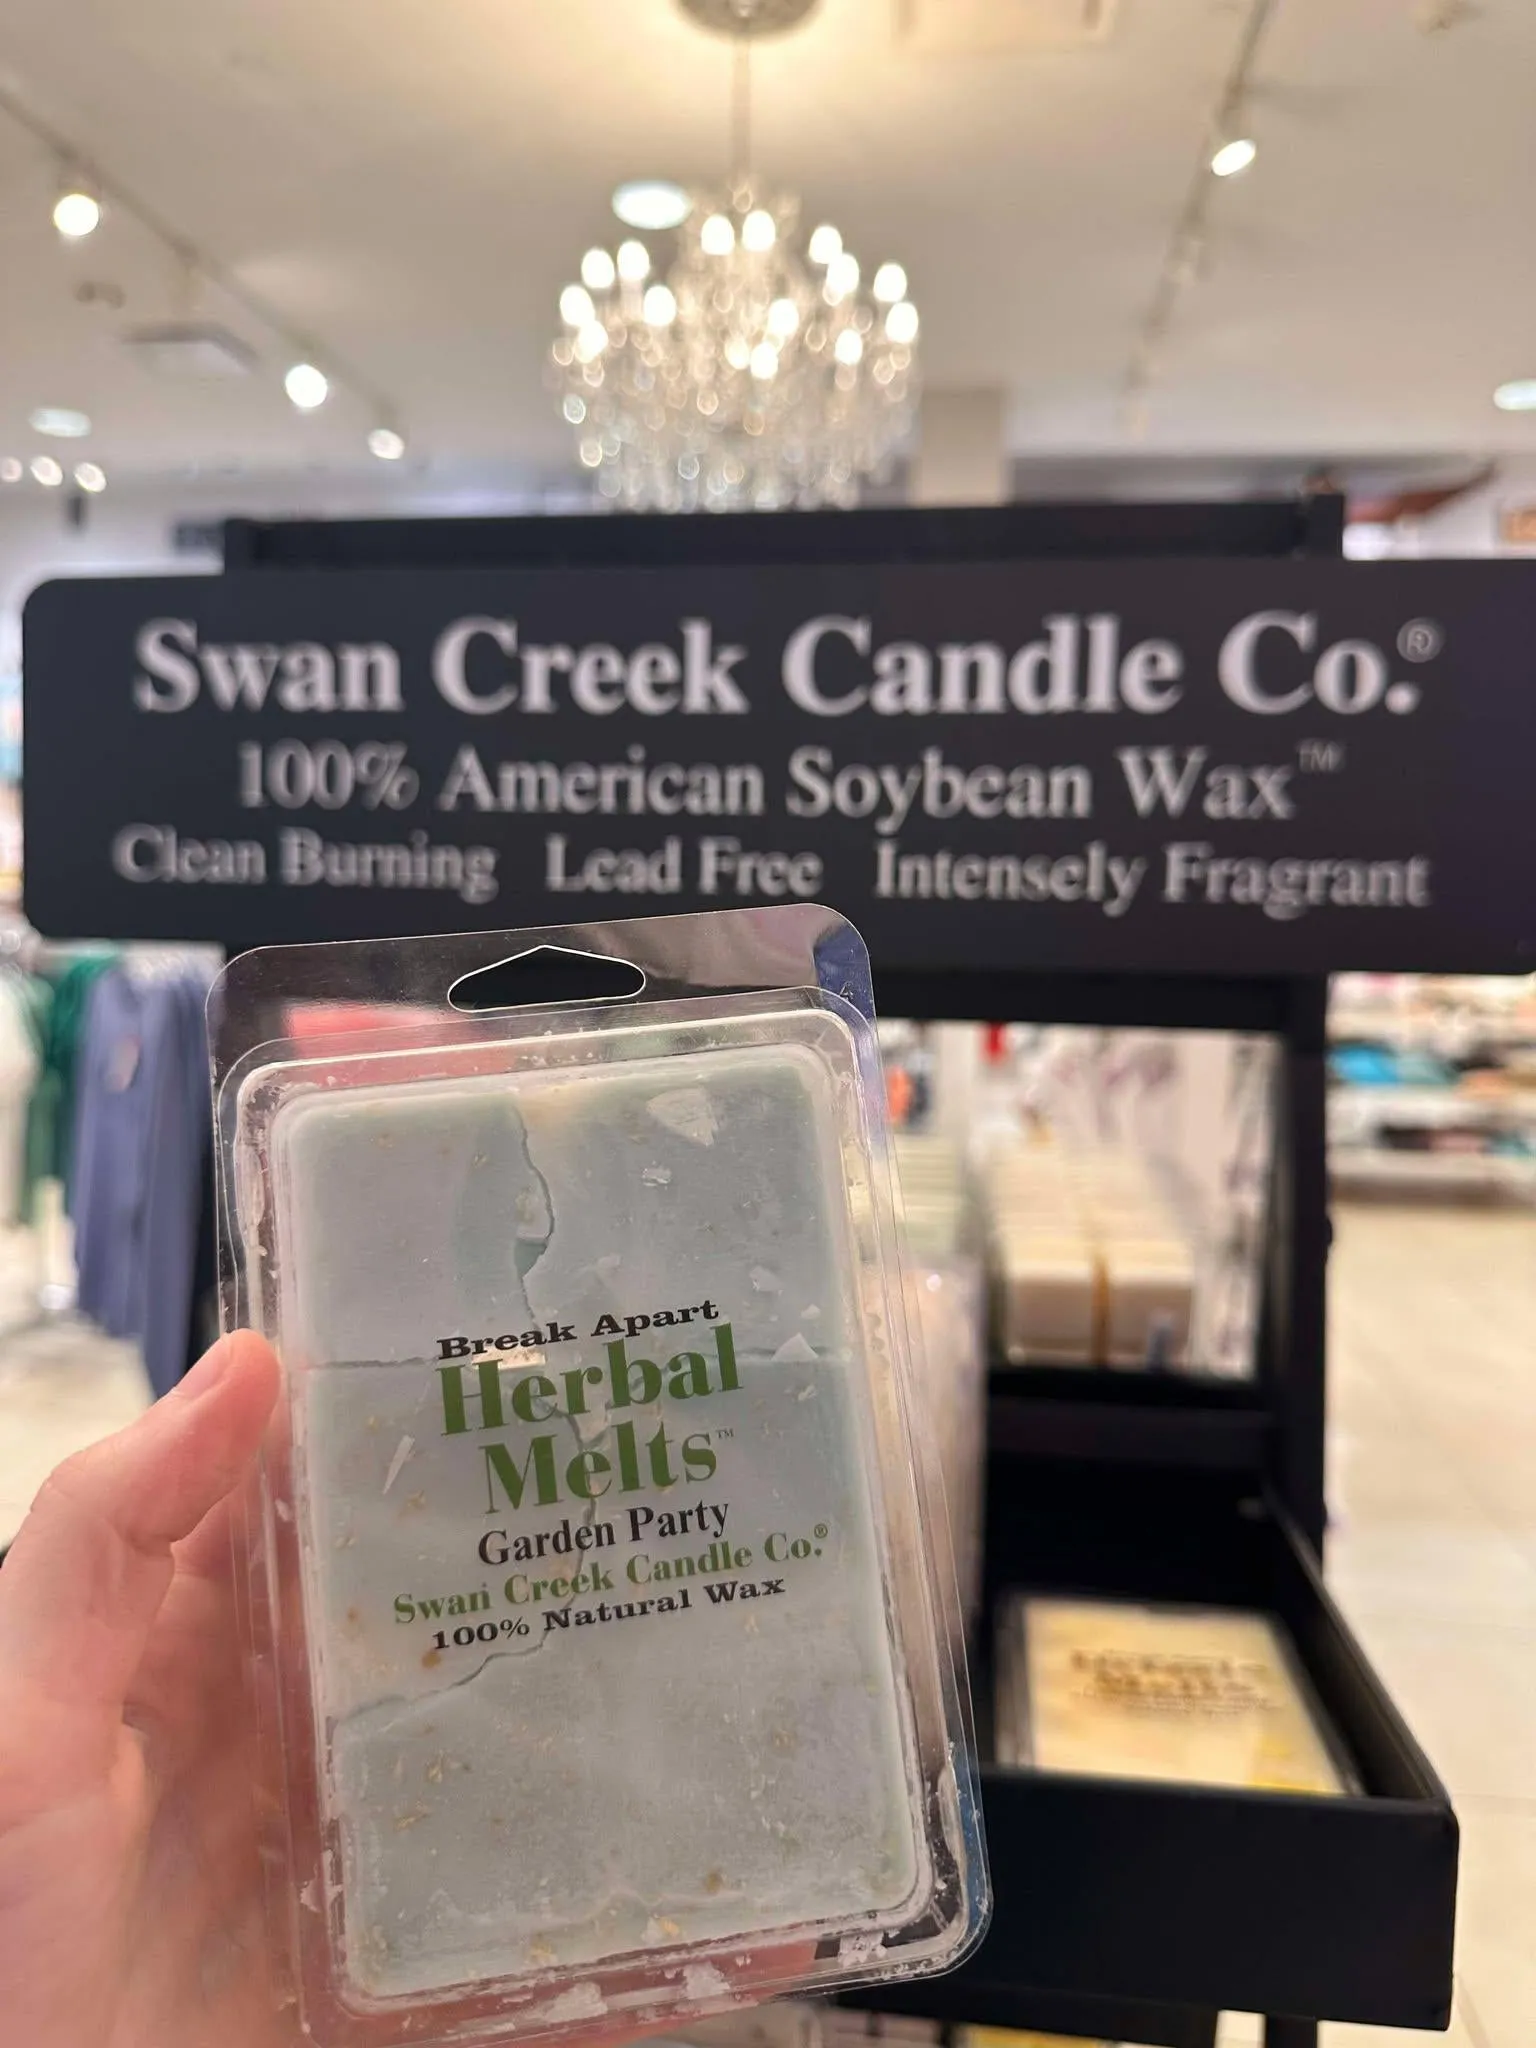 Swan Creek Candle Co.®
100% American Soybean Wax™
Clean Burning Lead Free Intensely Fragrant
Break Apart
Herbal
Melts™
Garden Party
Swan Creek Candle Co.®
100% Natural Wax